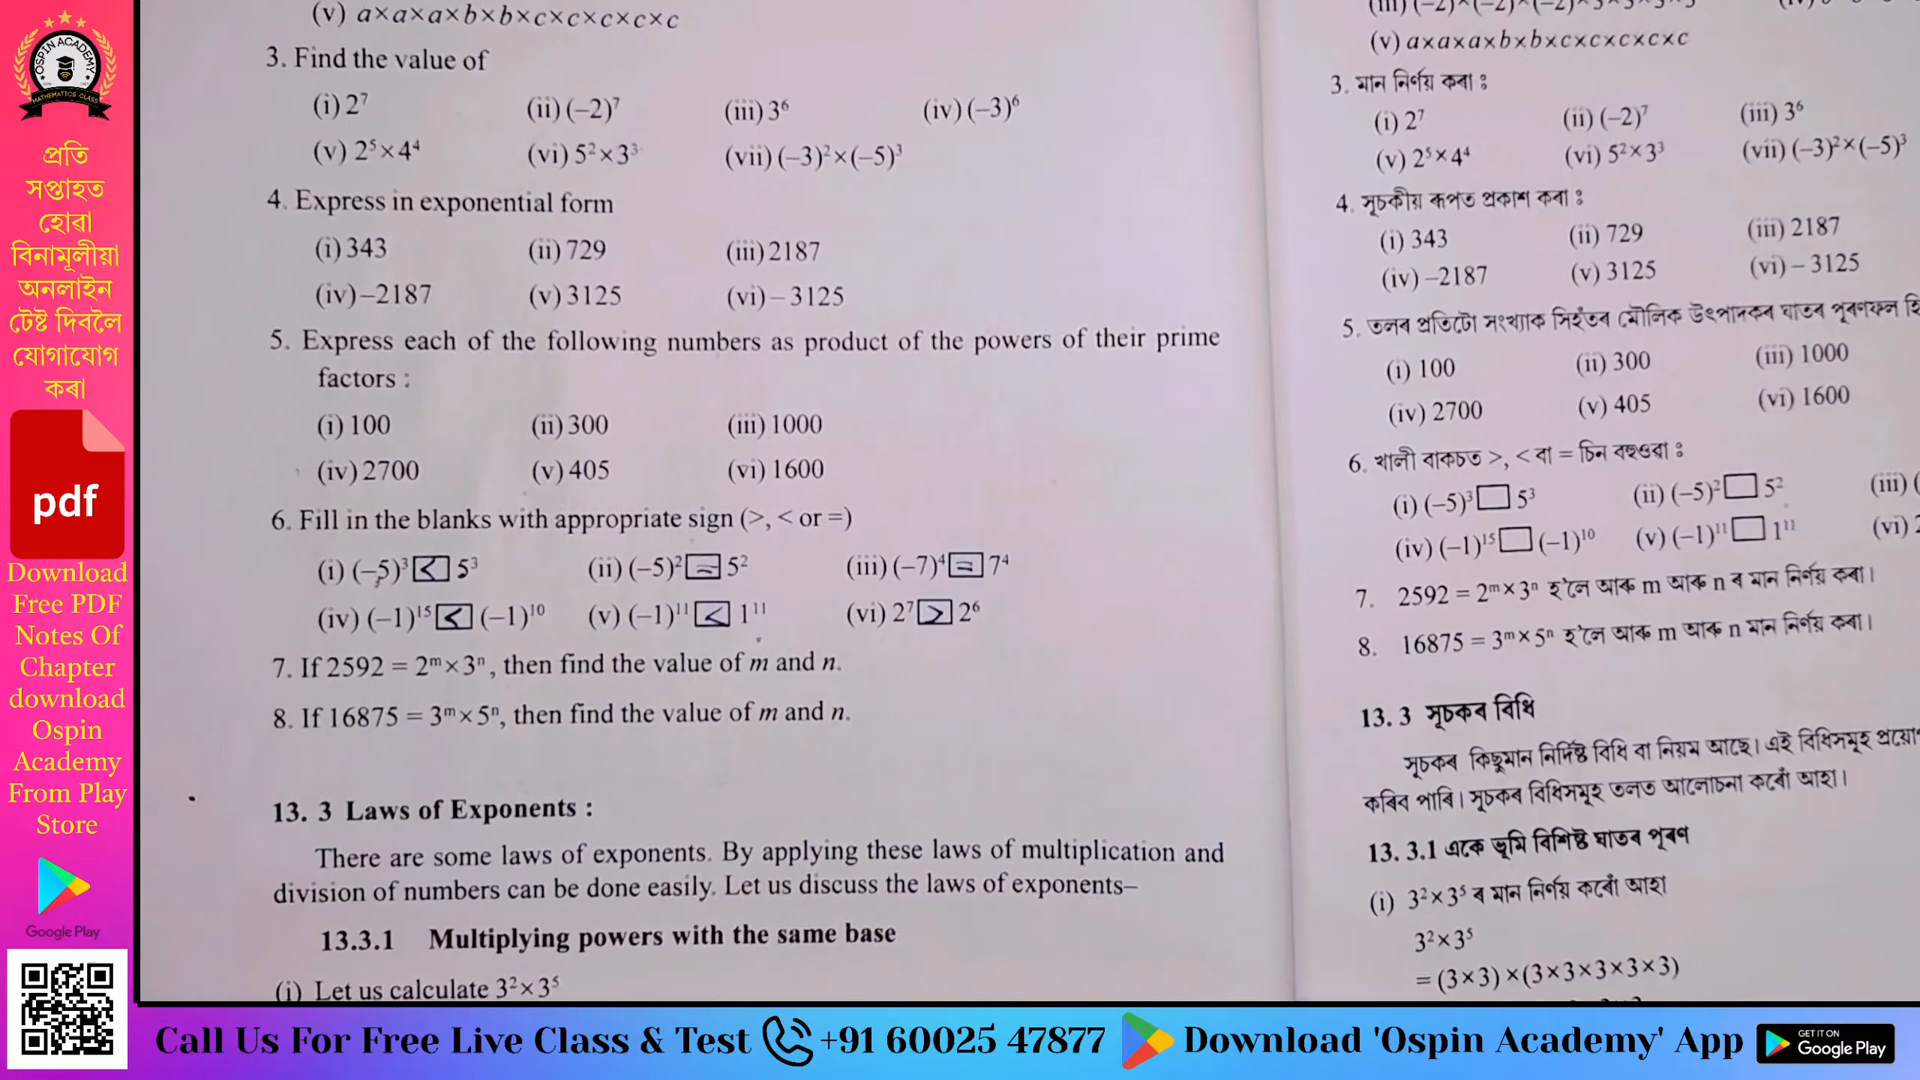 OSPIN ACADEMY
MATHEMATICS CLASS
প্ৰতি
সপ্তাহত
হোৱা
বিনামূলীয়া
অনলাইন
টেষ্ট দিবলৈ
যোগাযোগ
কৰা
pdf
Download
Free PDF
Notes Of
Chapter
download
Ospin
Academy
From Play
Store
Google Play
(v) a×a×a×b×b×c×c×c×c×c
3. Find the value of
(i) 2⁷ (ii) (–2)⁷ (iii) 3⁶ (iv) (–3)⁶
(v) 2⁵×4⁴ (vi) 5²×3³ (vii) (–3)²×(–5)³
4. Express in exponential form
(i) 343 (ii) 729 (iii) 2187
(iv) –2187 (v) 3125 (vi) – 3125
5. Express each of the following numbers as product of the powers of their prime
factors :
(i) 100 (ii) 300 (iii) 1000
(iv) 2700 (v) 405 (vi) 1600
6. Fill in the blanks with appropriate sign (>, < or =)
(i) (–5)³ < 5³ (ii) (–5)² = 5² (iii) (–7)⁴ = 7⁴
(iv) (–1)¹⁵ < (–1)¹⁰ (v) (–1)¹¹ < 1¹¹ (vi) 2⁷ > 2⁶
7. If 2592 = 2ᵐ×3ⁿ, then find the value of m and n.
8. If 16875 = 3ᵐ×5ⁿ, then find the value of m and n.
13. 3 Laws of Exponents :
There are some laws of exponents. By applying these laws of multiplication and
division of numbers can be done easily. Let us discuss the laws of exponents–
13.3.1 Multiplying powers with the same base
(i) Let us calculate 3²×3⁵
(v) a×a×a×b×b×c×c×c×c×c
3. মান নিৰ্ণয় কৰা :
(i) 2⁷ (ii) (–2)⁷ (iii) 3⁶
(v) 2⁵×4⁴ (vi) 5²×3³ (vii) (–3)²×(–5)³
4. সূচকীয় ৰূপত প্ৰকাশ কৰা :
(i) 343 (ii) 729 (iii) 2187
(iv) –2187 (v) 3125 (vi) – 3125
5. তলৰ প্ৰতিটো সংখ্যাক সিহঁতৰ মৌলিক উৎপাদকৰ ঘাতৰ পূৰণফল
(i) 100 (ii) 300 (iii) 1000
(iv) 2700 (v) 405 (vi) 1600
6. খালী বাকচত >, < বা = চিন বহুওৱা :
(i) (–5)³ □ 5³ (ii) (–5)² □ 5² (iii) (
(iv) (–1)¹⁵ □ (–1)¹⁰ (v) (–1)¹¹ □ 1¹¹ (vi) 2
7. 2592 = 2ᵐ×3ⁿ হ'লে আৰু m আৰু n ৰ মান নিৰ্ণয় কৰা।
8. 16875 = 3ᵐ×5ⁿ হ'লে আৰু m আৰু n মান নিৰ্ণয় কৰা।
13. 3 সূচকৰ বিধি
সূচকৰ কিছুমান নিৰ্দিষ্ট বিধি বা নিয়ম আছে। এই বিধিসমূহ
কৰিব পাৰি। সূচকৰ বিধিসমূহ তলত আলোচনা কৰোঁ আহা।
13. 3.1 একে ভূমি বিশিষ্ট ঘাতৰ পূৰণ
(i) 3²×3⁵ ৰ মান নিৰ্ণয় কৰোঁ আহা
3²×3⁵
= (3×3)×(3×3×3×3×3)
Call Us For Free Live Class & Test +91 60025 47877 Download 'Ospin Academy' App GET IT ON Google Play